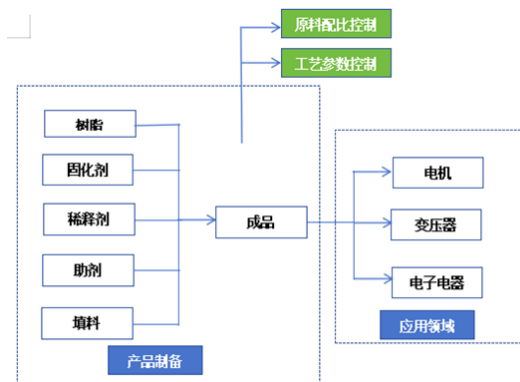 原料配比控制
工艺参数控制
树脂
固化剂
稀释剂
助剂
填料
成品
产品制备
电机
变压器
电子电器
应用领域